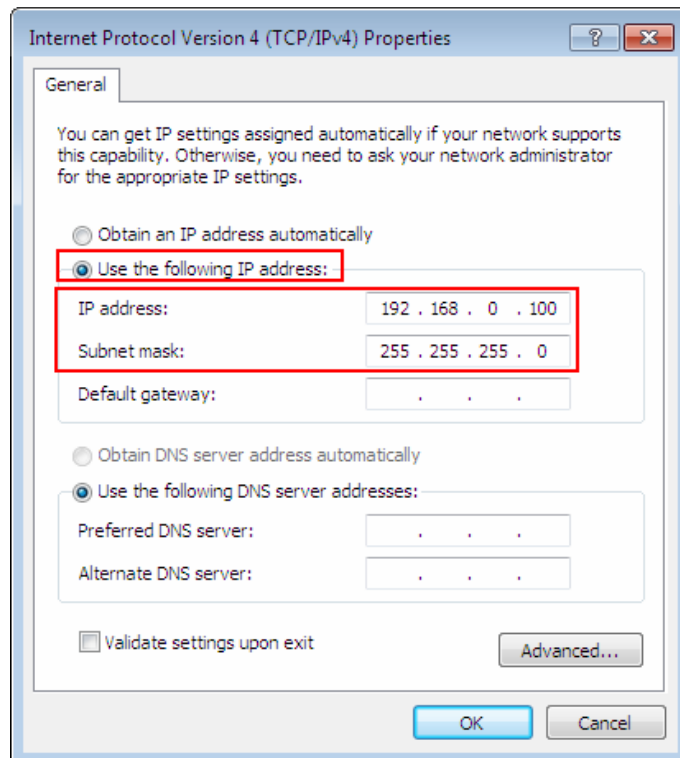 Internet Protocol Version 4 (TCP/IPv4) Properties
General
You can get IP settings assigned automatically if your network supports
this capability. Otherwise, you need to ask your network administrator
for the appropriate IP settings.
Obtain an IP address automatically
Use the following IP address:
IP address: 192 . 168 . 0 . 100
Subnet mask: 255 . 255 . 255 . 0
Default gateway: . . .
Obtain DNS server address automatically
Use the following DNS server addresses:
Preferred DNS server: . . .
Alternate DNS server: . . .
Validate settings upon exit
Advanced...
OK Cancel